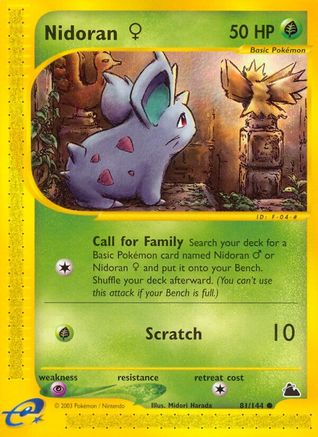 Nidoran ♀ 50 HP
Basic Pokémon
ID: F-04-#
Call for Family Search your deck for a
Basic Pokémon card named Nidoran ♂ or
Nidoran ♀ and put it onto your Bench.
Shuffle your deck afterward. (You can't use
this attack if your Bench is full.)
Scratch 10
weakness resistance retreat cost
© 2003 Pokémon / Nintendo Illus. Midori Harada 81/144 ●
e